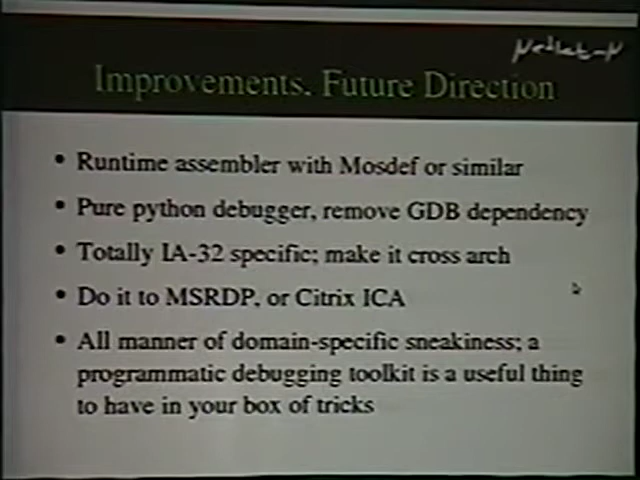 Improvements. Future Direction
• Runtime assembler with Mosdef or similar
• Pure python debugger, remove GDB dependency
• Totally IA-32 specific; make it cross arch
• Do it to MSRDP, or Citrix ICA
• All manner of domain-specific sneakiness; a
programmatic debugging toolkit is a useful thing
to have in your box of tricks